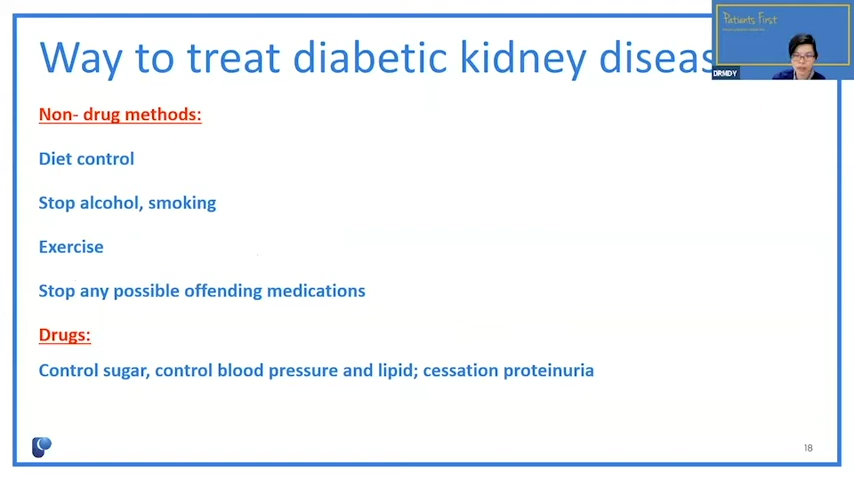 Way to treat diabetic kidney diseas
Patients First
DRMDY
Non- drug methods:
Diet control
Stop alcohol, smoking
Exercise
Stop any possible offending medications
Drugs:
Control sugar, control blood pressure and lipid; cessation proteinuria
18